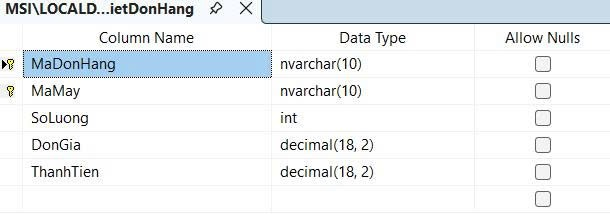 MSI\LOCALD...ietDonHang
Column Name Data Type Allow Nulls
MaDonHang nvarchar(10)
MaMay nvarchar(10)
SoLuong int
DonGia decimal(18, 2)
ThanhTien decimal(18, 2)